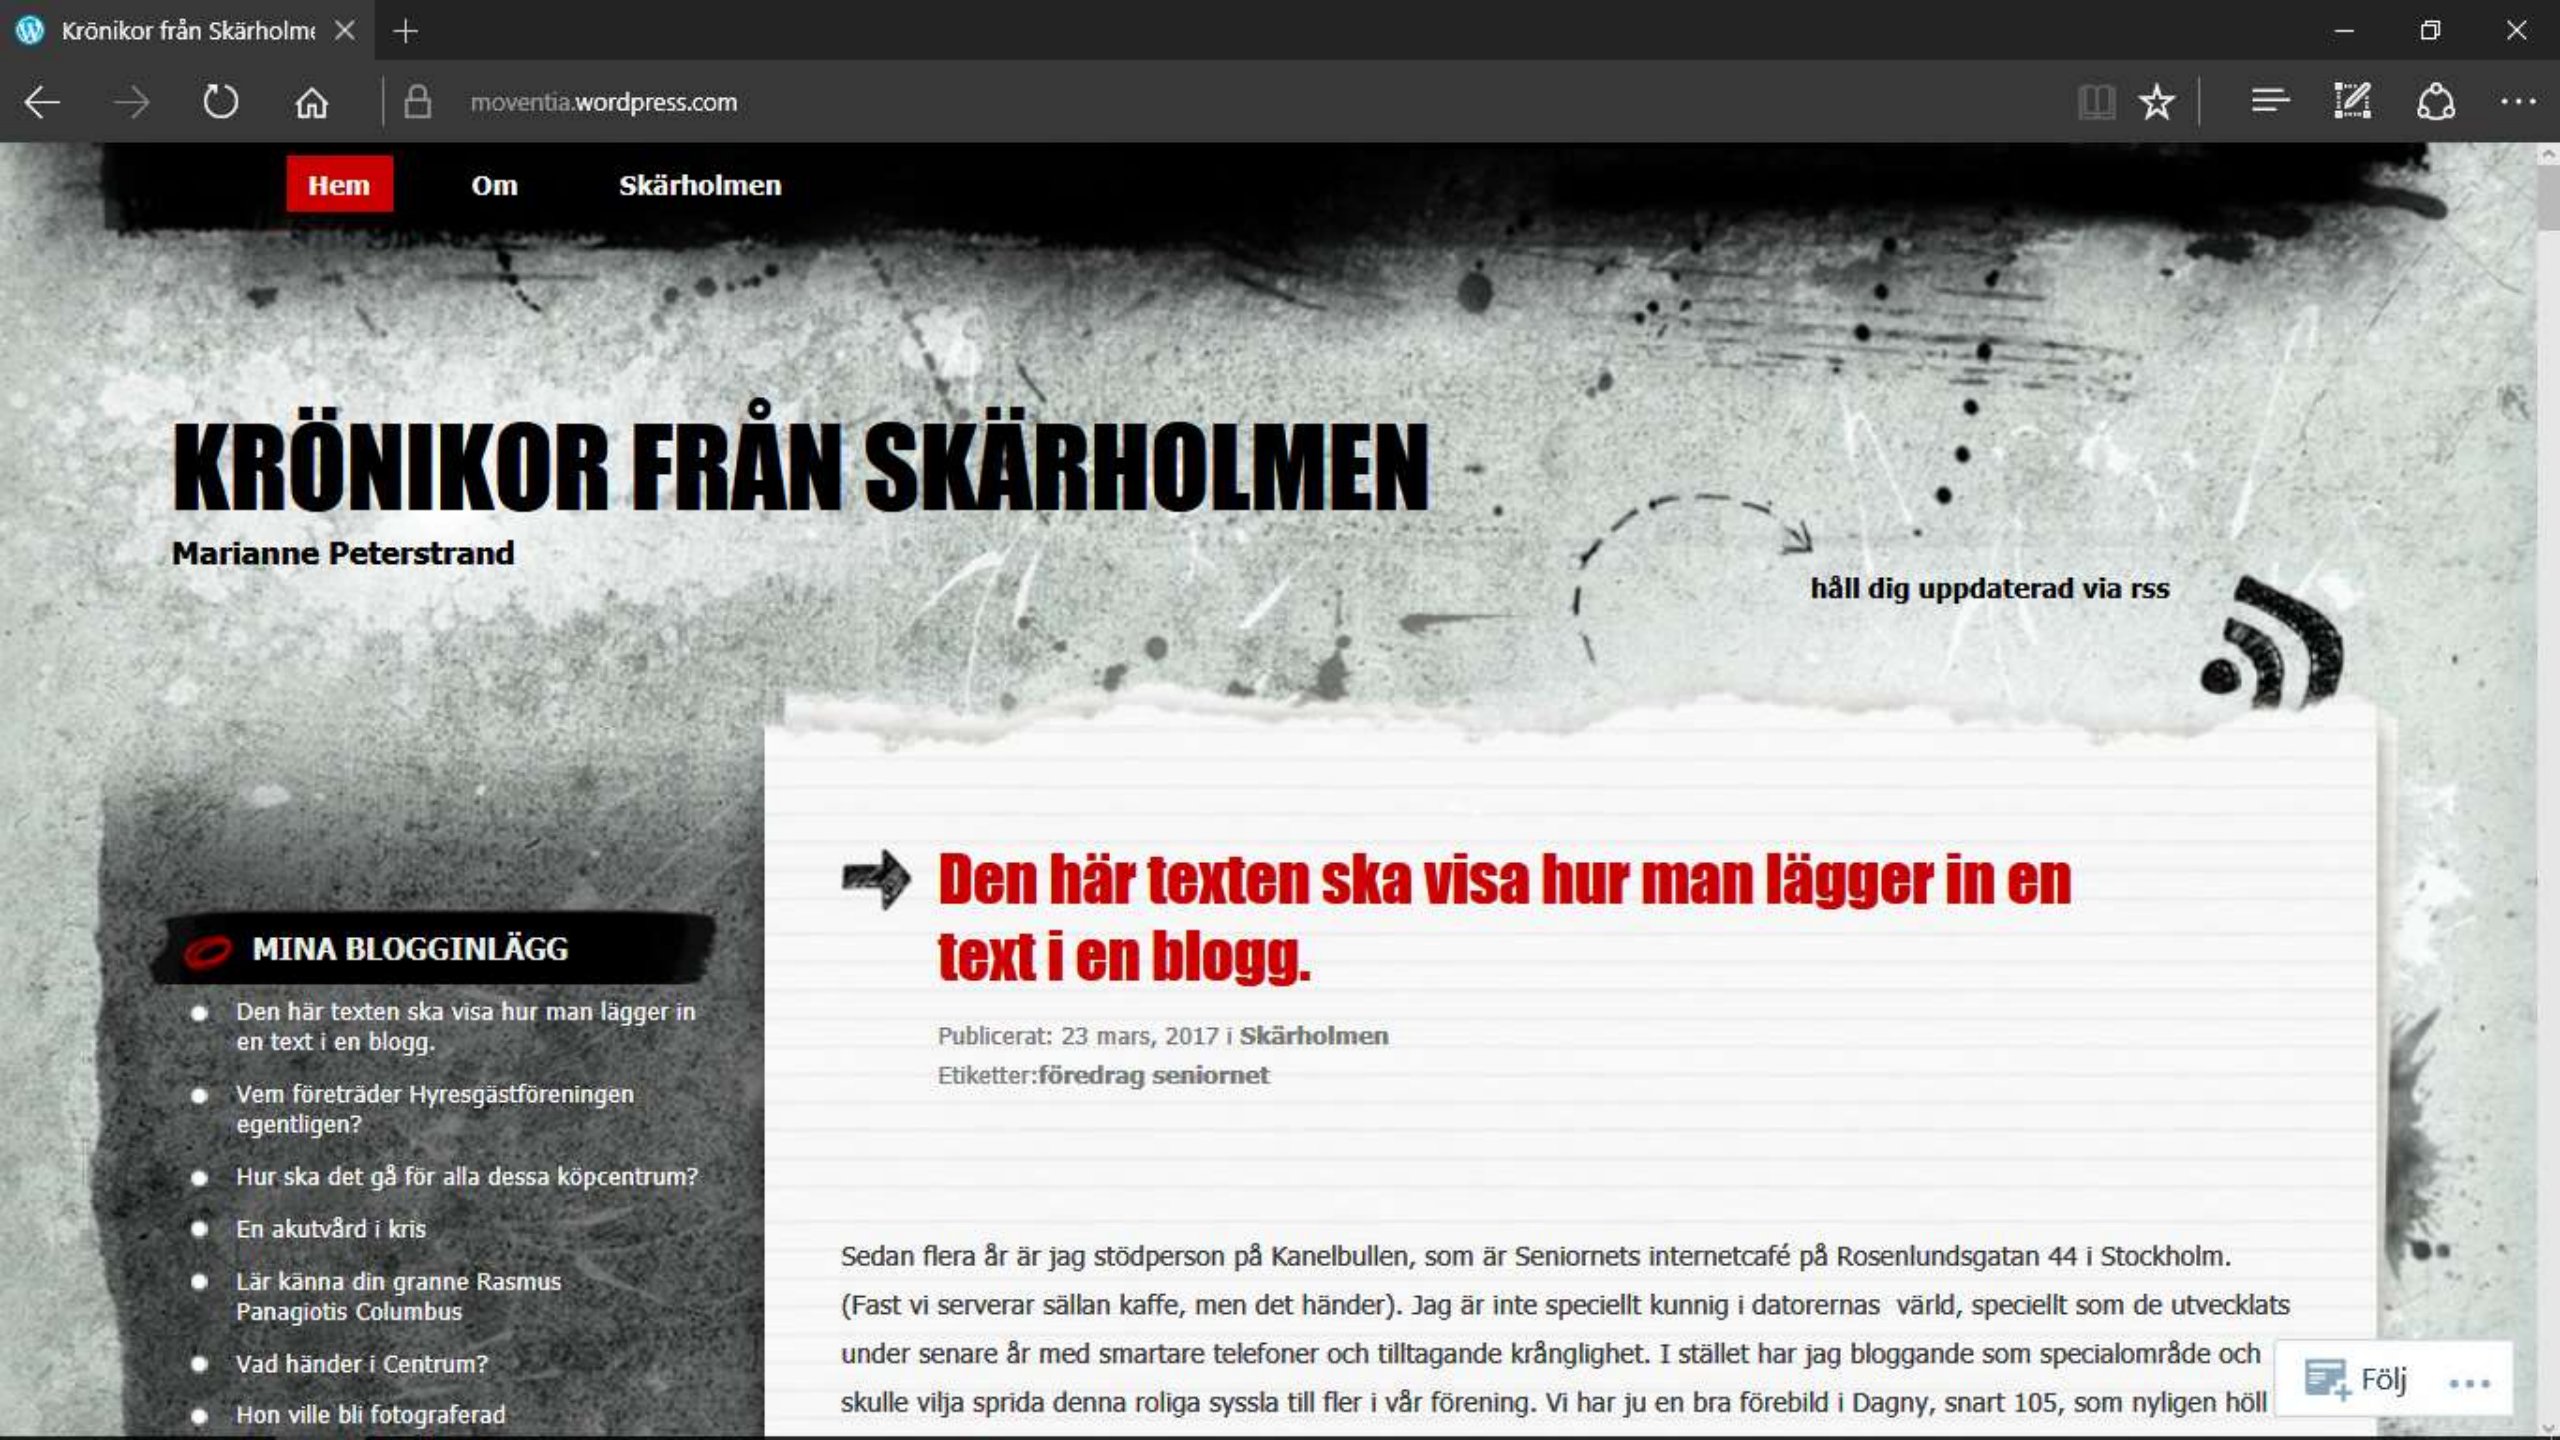 Krönikor från Skärholme
moventia.wordpress.com
Hem Om Skärholmen
KRÖNIKOR FRÅN SKÄRHOLMEN
Marianne Peterstrand
håll dig uppdaterad via rss
MINA BLOGGINLÄGG
Den här texten ska visa hur man lägger in
en text i en blogg.
Vem företräder Hyresgästföreningen
egentligen?
Hur ska det gå för alla dessa köpcentrum?
En akutvård i kris
Lär känna din granne Rasmus
Panagiotis Columbus
Vad händer i Centrum?
Hon ville bli fotograferad
Den här texten ska visa hur man lägger in en
text i en blogg.
Publicerat: 23 mars, 2017 i Skärholmen
Etiketter:föredrag seniornet
Sedan flera år är jag stödperson på Kanelbullen, som är Seniornets internetcafé på Rosenlundsgatan 44 i Stockholm.
(Fast vi serverar sällan kaffe, men det händer). Jag är inte speciellt kunnig i datorernas värld, speciellt som de utvecklats
under senare år med smartare telefoner och tilltagande krånglighet. I stället har jag bloggande som specialområde och
skulle vilja sprida denna roliga syssla till fler i vår förening. Vi har ju en bra förebild i Dagny, snart 105, som nyligen höll
Följ